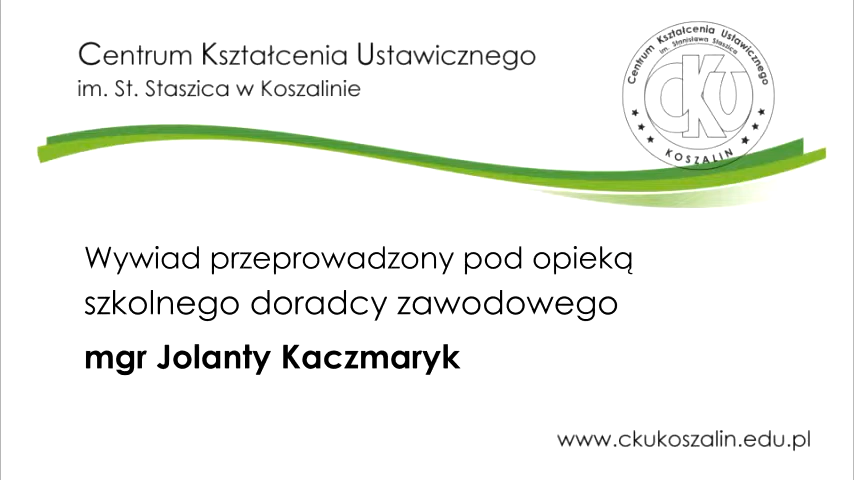 Centrum Kształcenia Ustawicznego
im. St. Staszica w Koszalinie
Centrum Kształcenia Ustawicznego
im. Stanisława Staszica
CKU
KOSZALIN
Wywiad przeprowadzony pod opieką
szkolnego doradcy zawodowego
mgr Jolanty Kaczmaryk
www.ckukoszalin.edu.pl